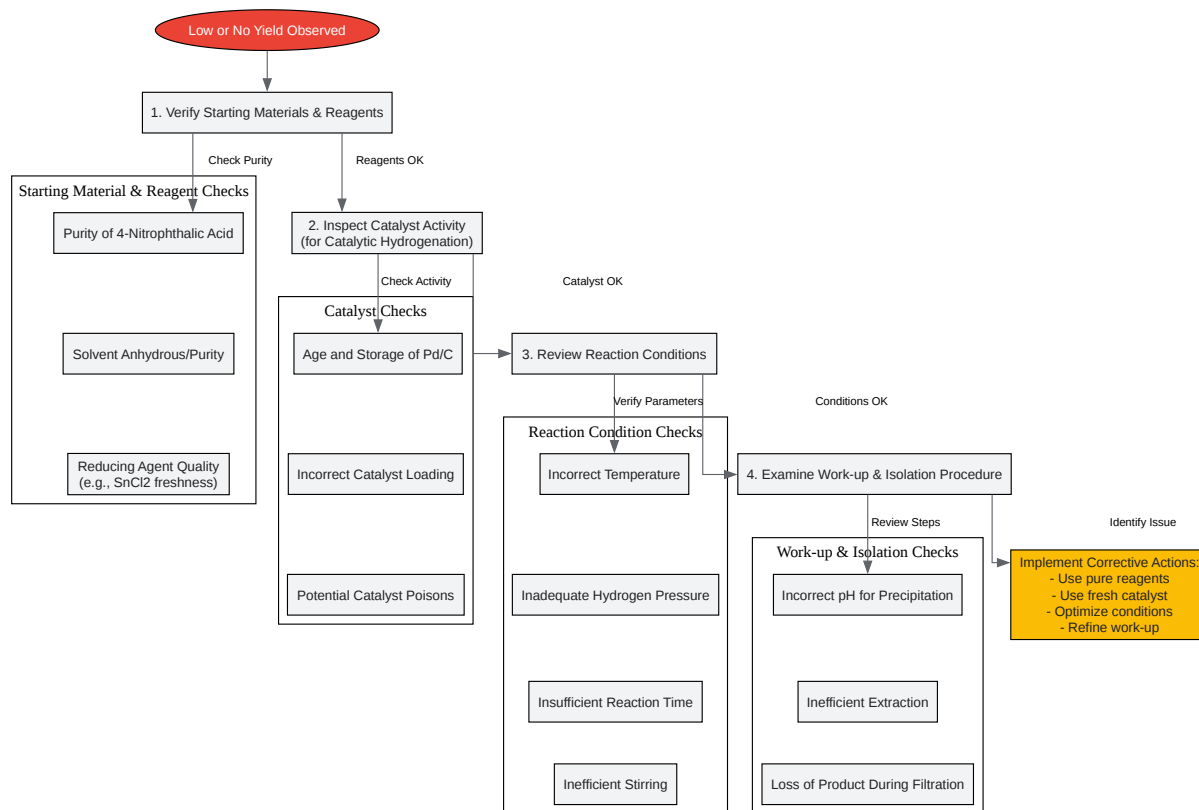 Low or No Yield Observed
1. Verify Starting Materials & Reagents
Check Purity
Reagents OK
Starting Material & Reagent Checks
Purity of 4-Nitrophthalic Acid
Solvent Anhydrous/Purity
Reducing Agent Quality
(e.g., SnCl2 freshness)
2. Inspect Catalyst Activity
(for Catalytic Hydrogenation)
Check Activity
Catalyst OK
Catalyst Checks
Age and Storage of Pd/C
Incorrect Catalyst Loading
Potential Catalyst Poisons
3. Review Reaction Conditions
Verify Parameters
Conditions OK
Reaction Condition Checks
Incorrect Temperature
Inadequate Hydrogen Pressure
Insufficient Reaction Time
Inefficient Stirring
4. Examine Work-up & Isolation Procedure
Review Steps
Identify Issue
Work-up & Isolation Checks
Incorrect pH for Precipitation
Inefficient Extraction
Loss of Product During Filtration
Implement Corrective Actions:
- Use pure reagents
- Use fresh catalyst
- Optimize conditions
- Refine work-up